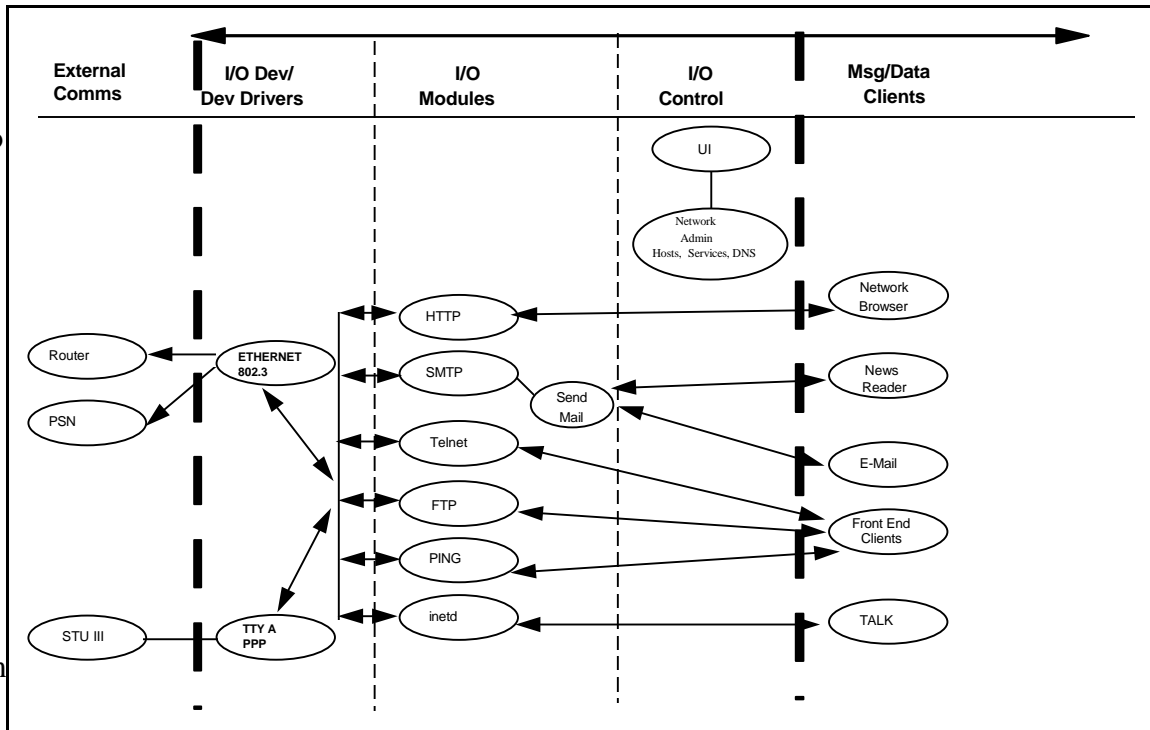 External
Comms
I/O Dev/
Dev Drivers
I/O
Modules
I/O
Control
Msg/Data
Clients
UI
Network
Admin
Hosts, Services, DNS
HTTP
Network
Browser
Router
ETHERNET
802.3
SMTP
Send
Mail
News
Reader
PSN
Telnet
E-Mail
FTP
Front End
Clients
PING
STU III
TTY A
PPP
inetd
TALK